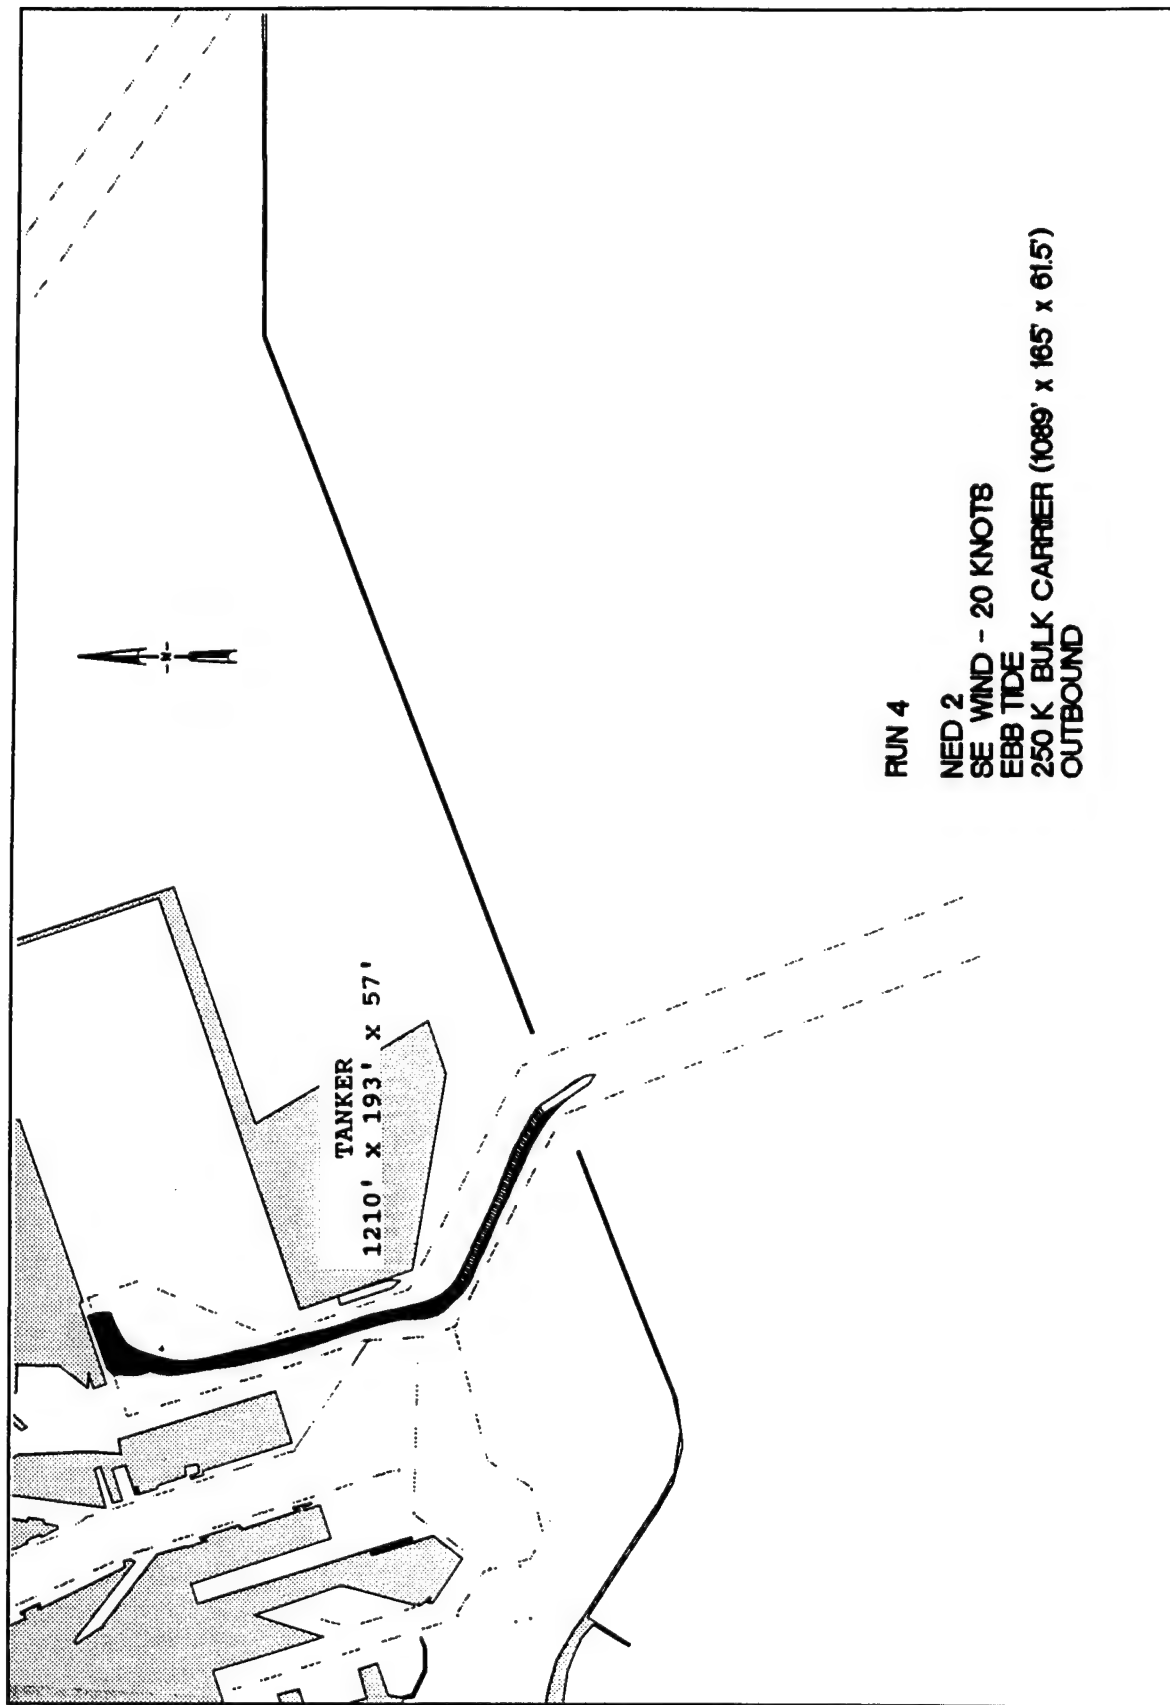 TANKER
1210' x 193' x 57'
-N-
RUN 4
NED 2
SE WIND - 20 KNOTS
EBB TIDE
250 K BULK CARRIER (1089' x 165' x 61.5')
OUTBOUND